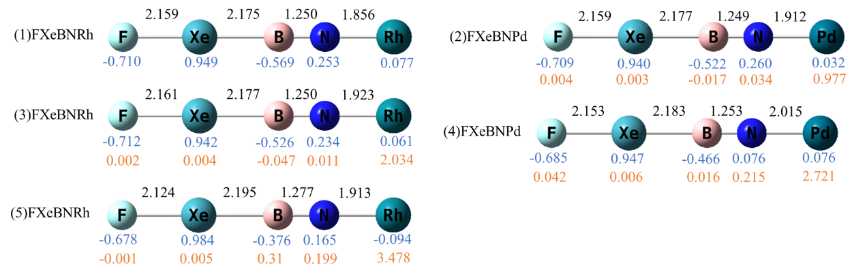 2.159 2.175 1.250 1.856
(1)FXeBNRh F Xe B N Rh
-0.710 0.949 -0.569 0.253 0.077
2.159 2.177 1.249 1.912
(2)FXeBNPd F Xe B N Pd
-0.709 0.940 -0.522 0.260 0.032
0.004 0.003 -0.017 0.034 0.977
2.161 2.177 1.250 1.923
(3)FXeBNRh F Xe B N Rh
-0.712 0.942 -0.526 0.234 0.061
0.002 0.004 -0.047 0.011 2.034
2.153 2.183 1.253 2.015
(4)FXeBNPd F Xe B N Pd
-0.685 0.947 -0.466 0.076 0.076
0.042 0.006 0.016 0.215 2.721
2.124 2.195 1.277 1.913
(5)FXeBNRh F Xe B N Rh
-0.678 0.984 -0.376 0.165 -0.094
-0.001 0.005 0.31 0.199 3.478